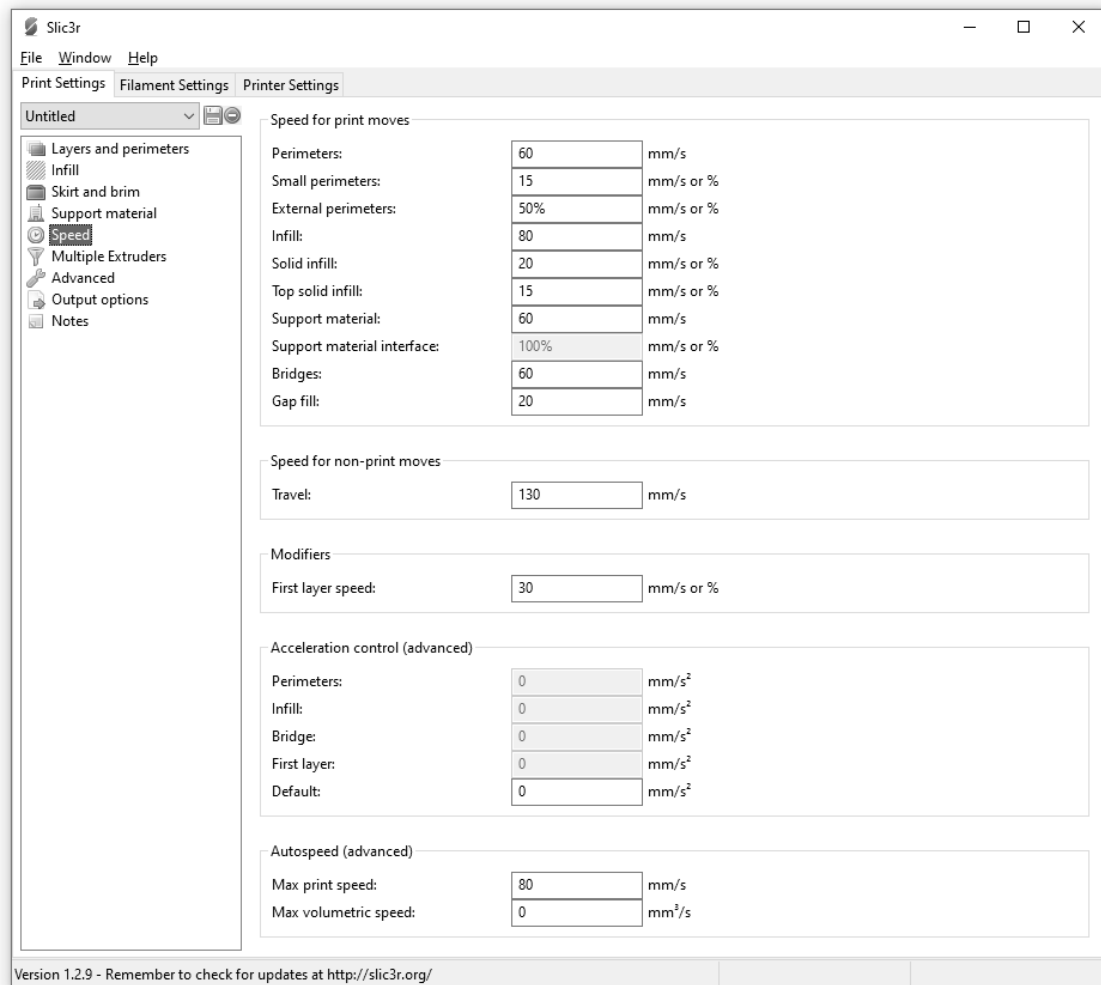 Slic3r
File Window Help
Print Settings Filament Settings Printer Settings
Untitled
Layers and perimeters
Infill
Skirt and brim
Support material
Speed
Multiple Extruders
Advanced
Output options
Notes
Speed for print moves
Perimeters: 60 mm/s
Small perimeters: 15 mm/s or %
External perimeters: 50% mm/s or %
Infill: 80 mm/s
Solid infill: 20 mm/s or %
Top solid infill: 15 mm/s or %
Support material: 60 mm/s
Support material interface: 100% mm/s or %
Bridges: 60 mm/s
Gap fill: 20 mm/s
Speed for non-print moves
Travel: 130 mm/s
Modifiers
First layer speed: 30 mm/s or %
Acceleration control (advanced)
Perimeters: 0 mm/s²
Infill: 0 mm/s²
Bridge: 0 mm/s²
First layer: 0 mm/s²
Default: 0 mm/s²
Autospeed (advanced)
Max print speed: 80 mm/s
Max volumetric speed: 0 mm³/s
Version 1.2.9 - Remember to check for updates at http://slic3r.org/